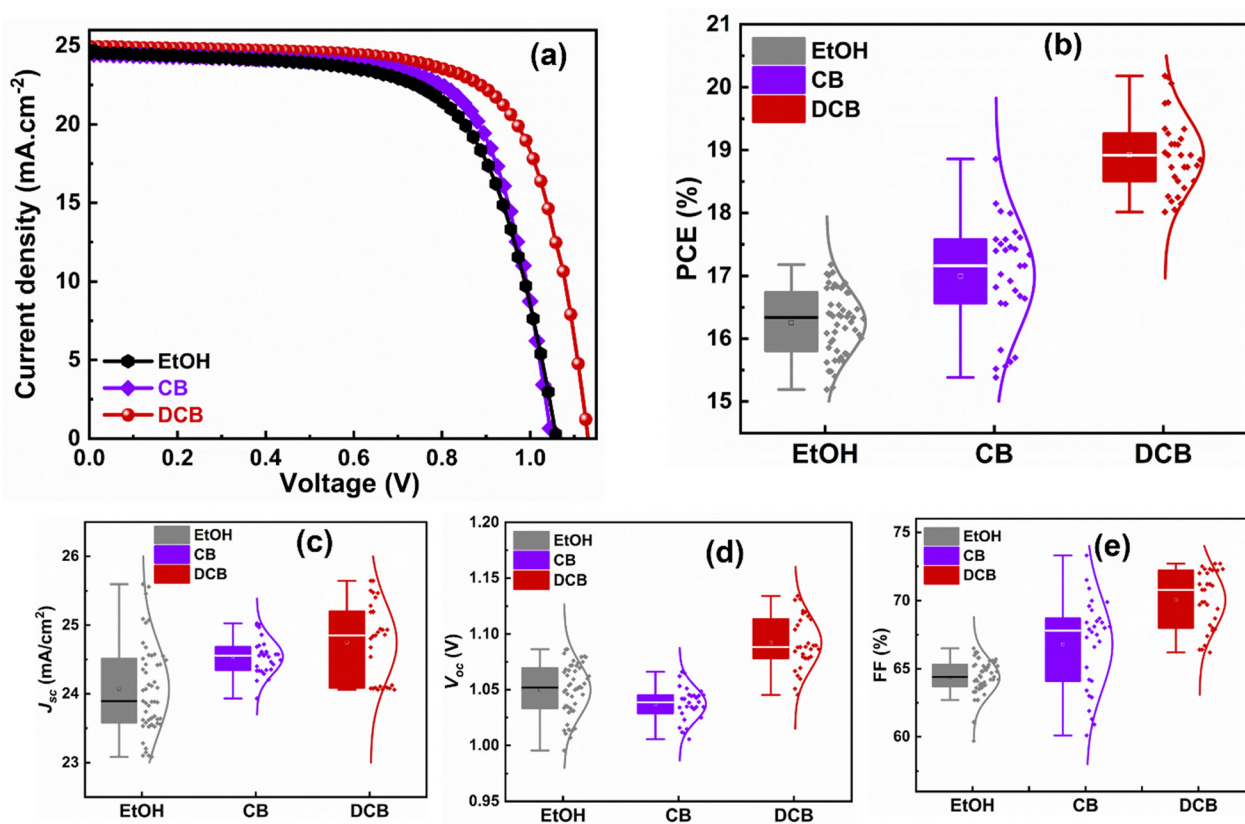 (a)
Current density (mA.cm⁻²)
25
20
15
10
5
0
EtOH
CB
DCB
0.0 0.2 0.4 0.6 0.8 1.0
Voltage (V)
(b)
PCE (%)
21
20
19
18
17
16
15
EtOH
CB
DCB
EtOH CB DCB
(c)
Jsc (mA/cm²)
26
25
24
23
EtOH
CB
DCB
EtOH CB DCB
(d)
Voc (V)
1.20
1.15
1.10
1.05
1.00
0.95
EtOH
CB
DCB
EtOH CB DCB
(e)
FF (%)
75
70
65
60
EtOH
CB
DCB
EtOH CB DCB